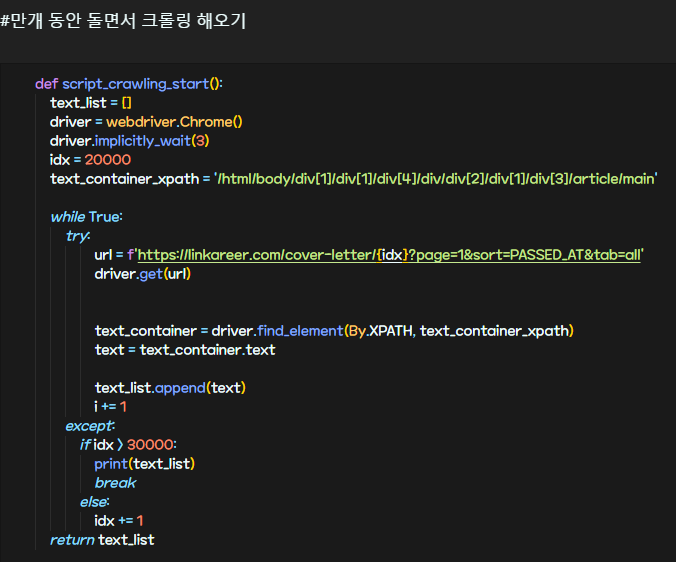 #만개 동안 돌면서 크롤링 해오기
def script_crawling_start():
text_list = []
driver = webdriver.Chrome()
driver.implicitly_wait(3)
idx = 20000
text_container_xpath = '/html/body/div[1]/div[1]/div[4]/div/div[2]/div[1]/div[3]/article/main'
while True:
try:
url = f'https://linkareer.com/cover-letter/{idx}?page=1&sort=PASSED_AT&tab=all'
driver.get(url)
text_container = driver.find_element(By.XPATH, text_container_xpath)
text = text_container.text
text_list.append(text)
i += 1
except:
if idx > 30000:
print(text_list)
break
else:
idx += 1
return text_list